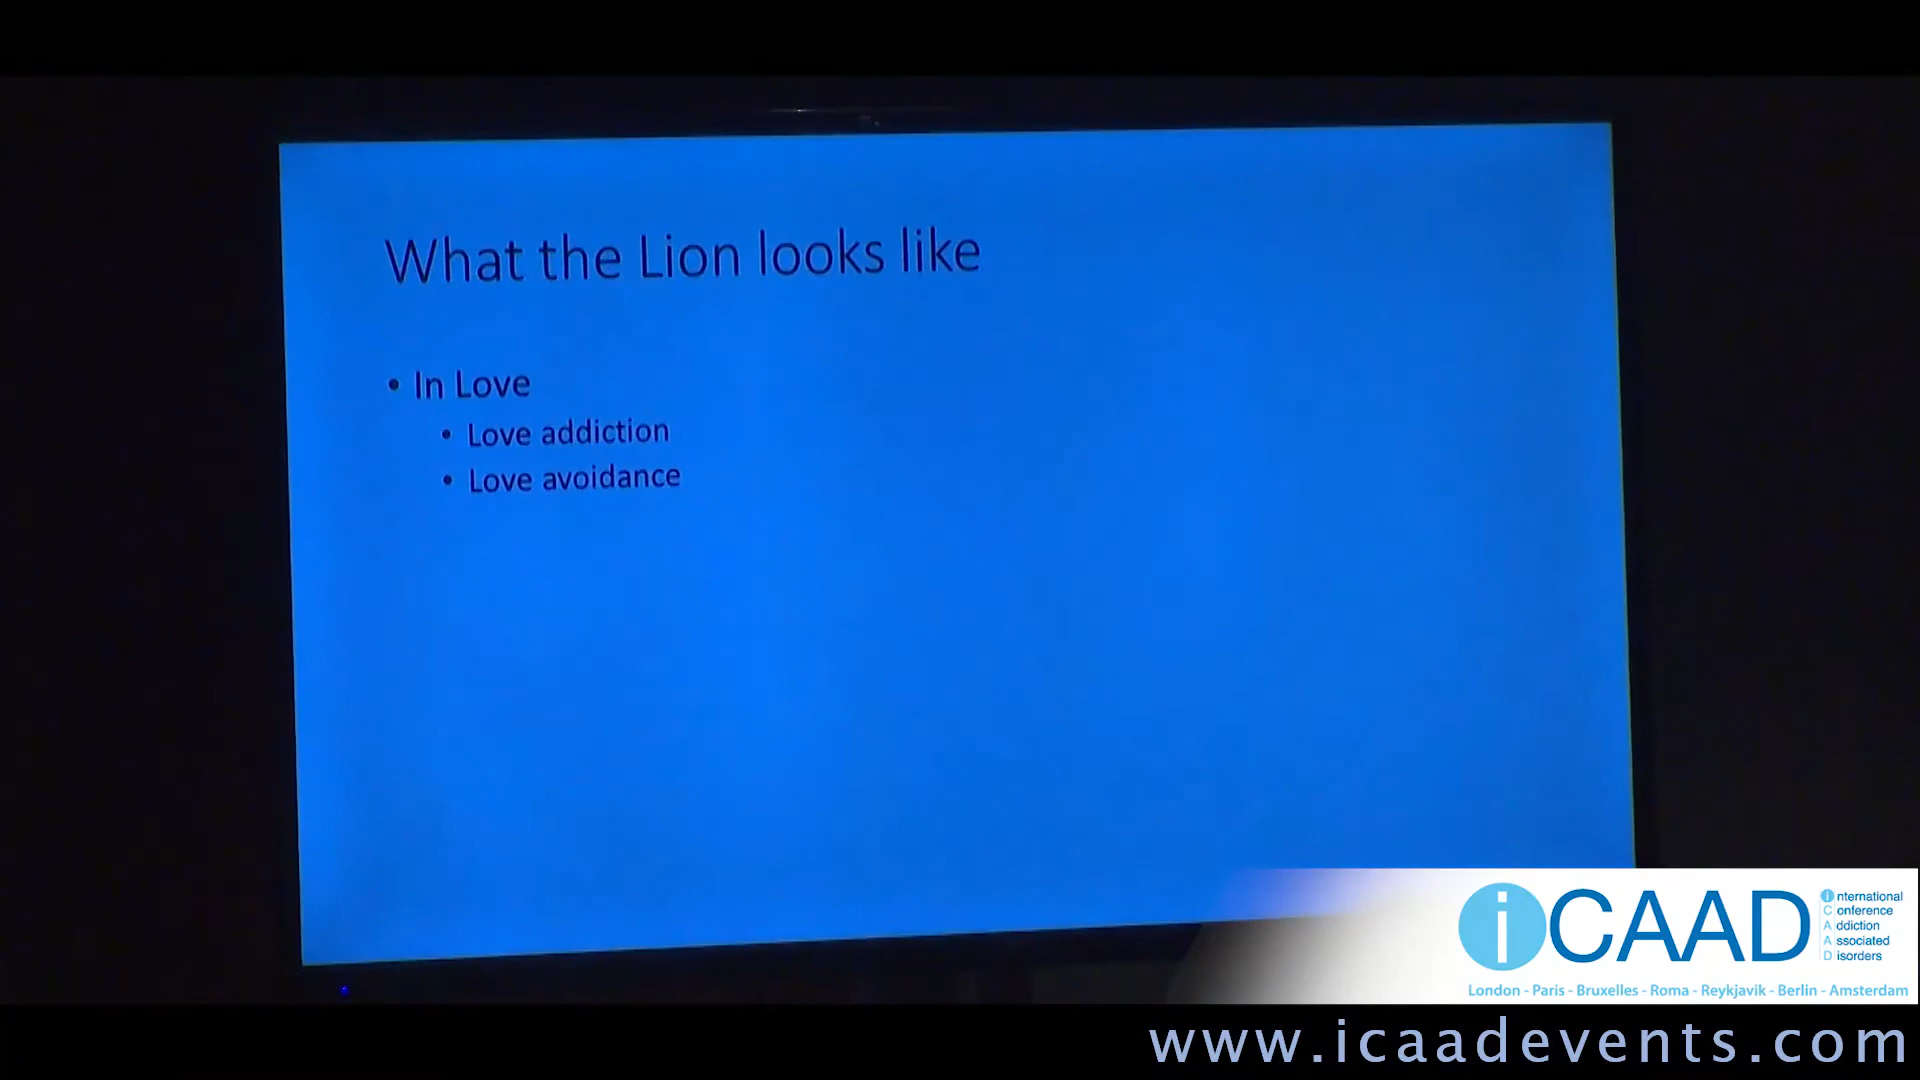 What the Lion looks like
• In Love
• Love addiction
• Love avoidance
iCAAD
international
Conference
Addiction
Associated
Disorders
London - Paris - Bruxelles - Roma - Reykjavik - Berlin - Amsterdam
www.icaadevents.com